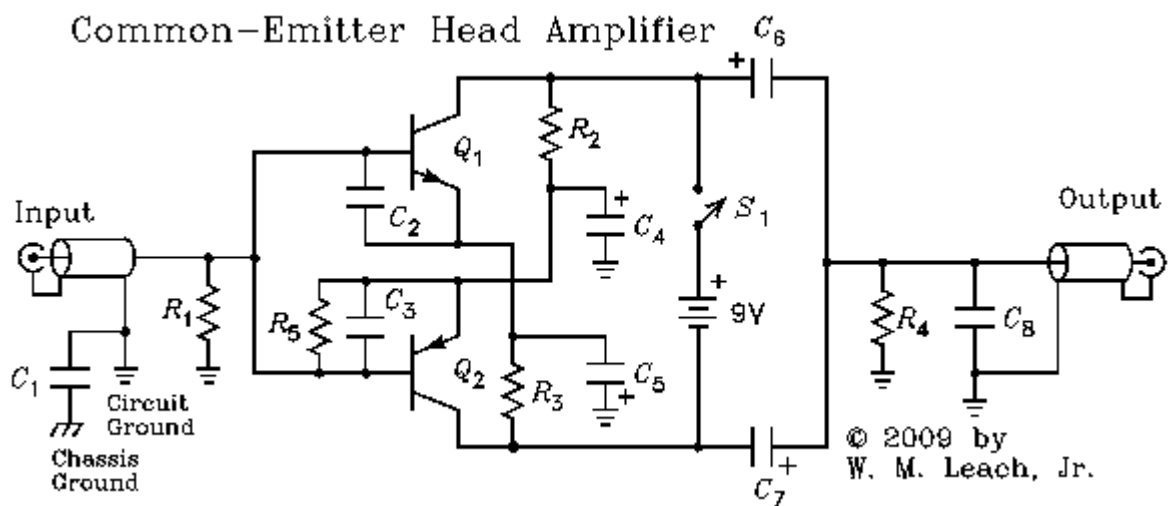 Common-Emitter Head Amplifier
C6
+
R2
Q1
+
C2
C4
S1
Input
Output
+
C3
R1
R5
9V
R4
C8
Q2
R3
C5
+
C1
Circuit
Ground
Chassis
Ground
C7
+
© 2009 by
W. M. Leach, Jr.